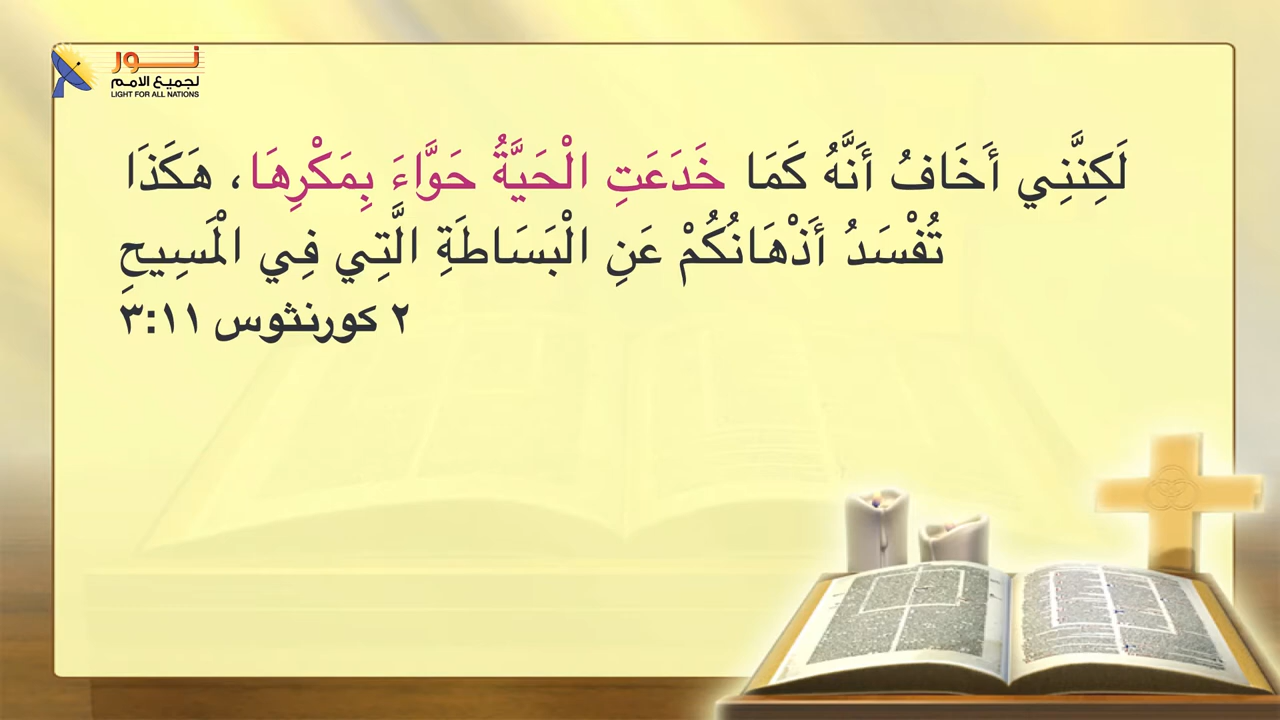 نور
لجميع الامم
LIGHT FOR ALL NATIONS
لَكِنَّنِي أَخَافُ أَنَّهُ كَمَا خَدَعَتِ الْحَيَّةُ حَوَّاءَ بِمَكْرِهَا، هَكَذَا
تُفْسَدُ أَذْهَانُكُمْ عَنِ الْبَسَاطَةِ الَّتِي فِي الْمَسِيحِ
٢ كورنثوس ٣:١١